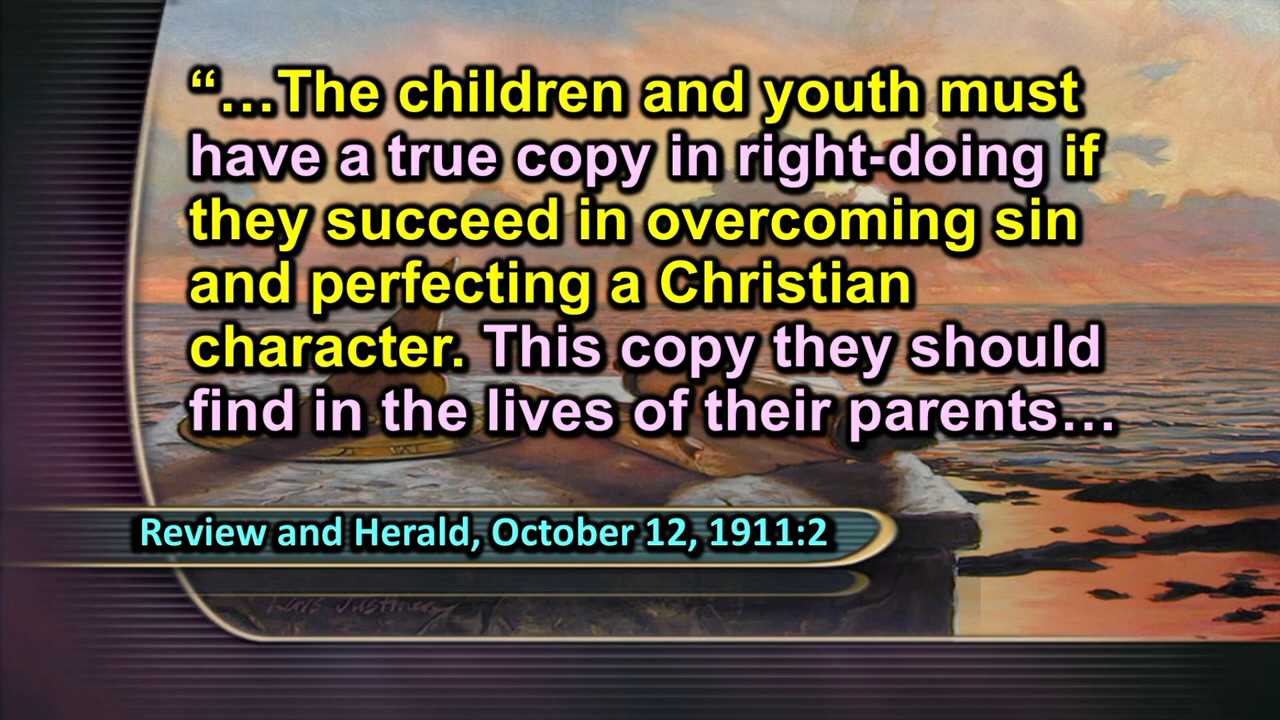 “…The children and youth must
have a true copy in right-doing if
they succeed in overcoming sin
and perfecting a Christian
character. This copy they should
find in the lives of their parents…
Review and Herald, October 12, 1911:2